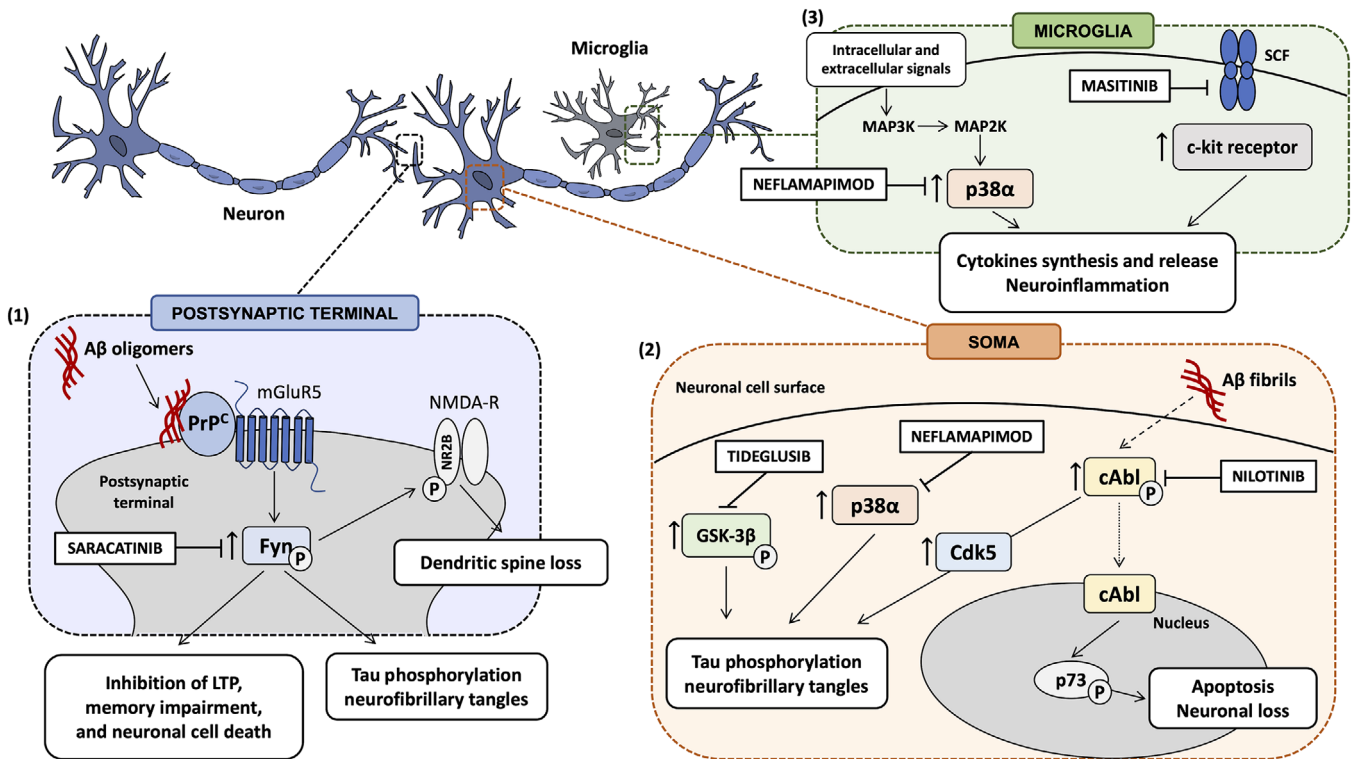 Neuron
Microglia
(3)
MICROGLIA
Intracellular and
extracellular signals
SCF
MASITINIB
MAP3K
MAP2K
c-kit receptor
NEFLAMAPIMOD
p38α
Cytokines synthesis and release
Neuroinflammation
(1)
POSTSYNAPTIC TERMINAL
Aβ oligomers
mGluR5
PrPᶜ
NMDA-R
NR2B
P
Postsynaptic
terminal
SARACATINIB
Fyn
P
Dendritic spine loss
Inhibition of LTP,
memory impairment,
and neuronal cell death
Tau phosphorylation
neurofibrillary tangles
(2)
SOMA
Neuronal cell surface
Aβ fibrils
TIDEGLUSIB
NEFLAMAPIMOD
cAbl
P
NILOTINIB
p38α
GSK-3β
P
Cdk5
cAbl
Nucleus
Tau phosphorylation
neurofibrillary tangles
p73
P
Apoptosis
Neuronal loss